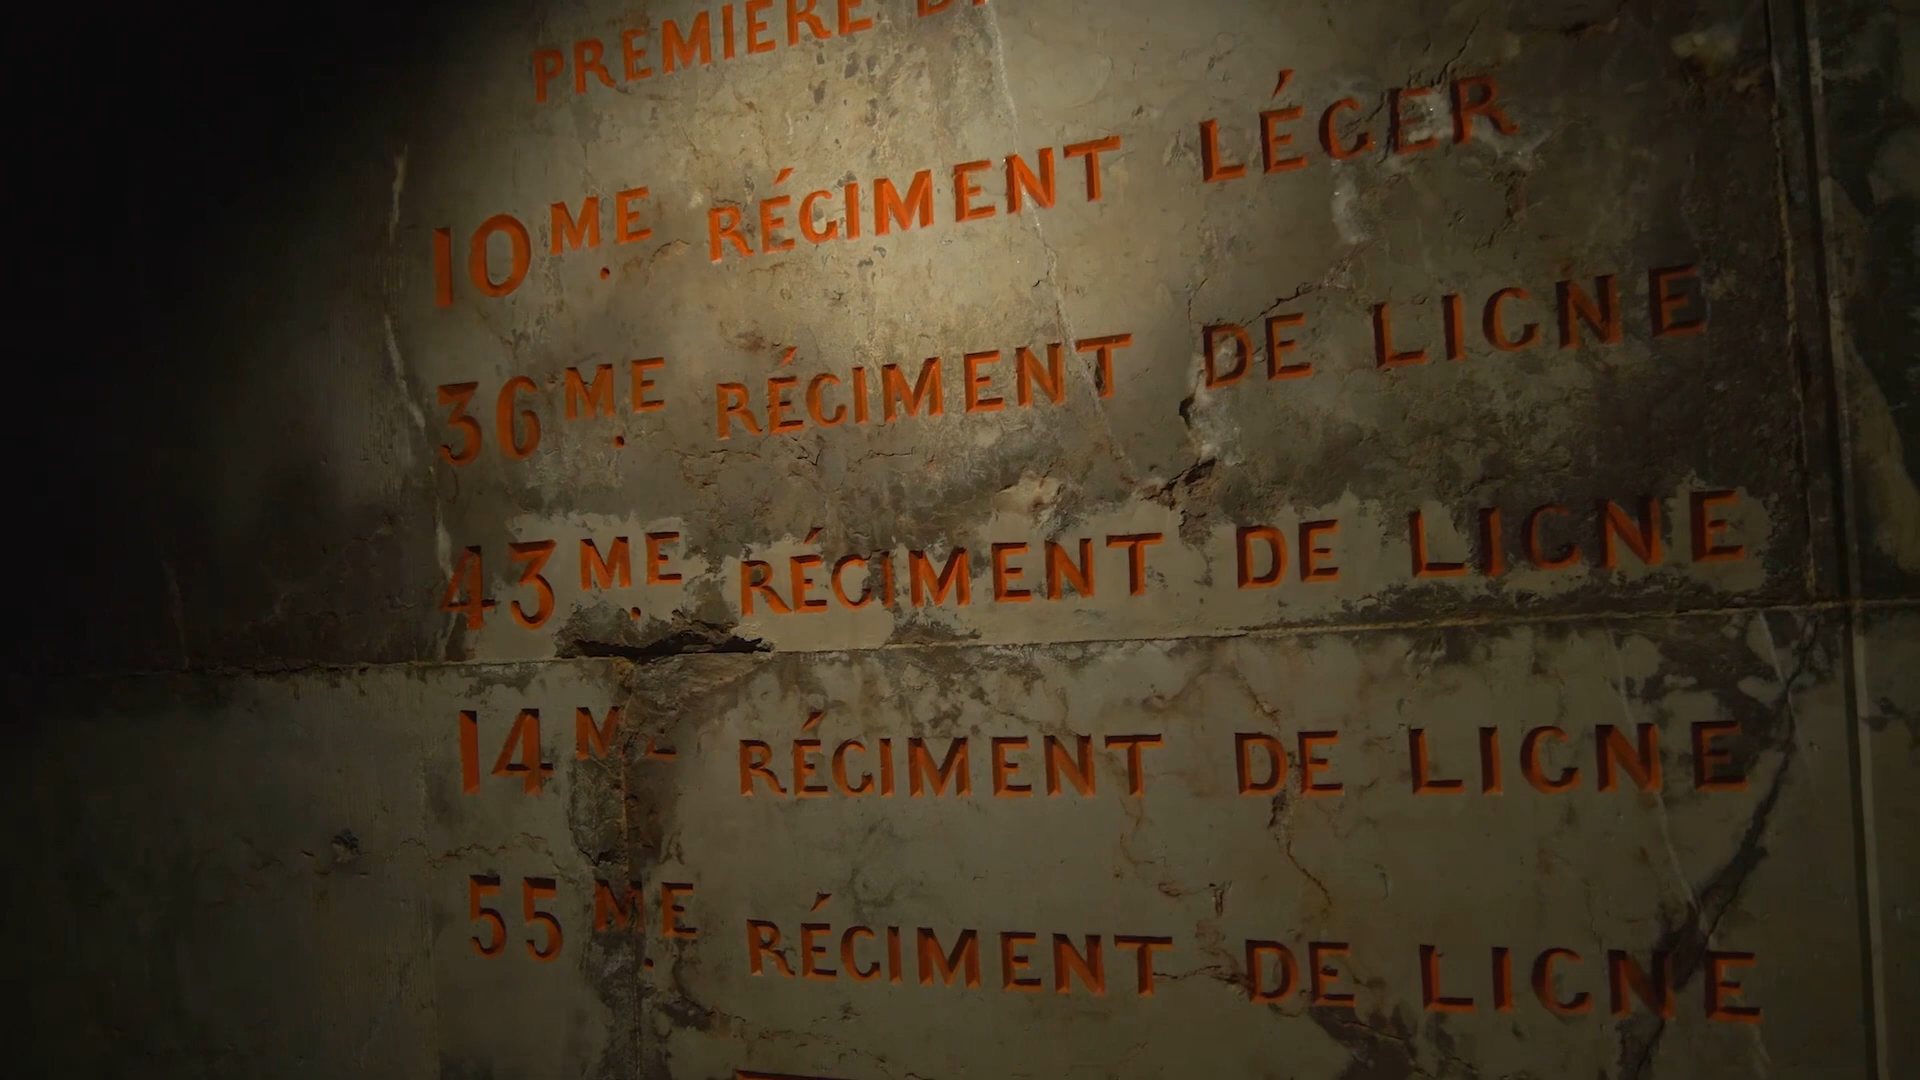 PREMIÈRE
10ME. RÉGIMENT LÉGER
36ME. RÉGIMENT DE LIGNE
43ME. RÉGIMENT DE LIGNE
14ME RÉGIMENT DE LIGNE
55ME. RÉGIMENT DE LIGNE